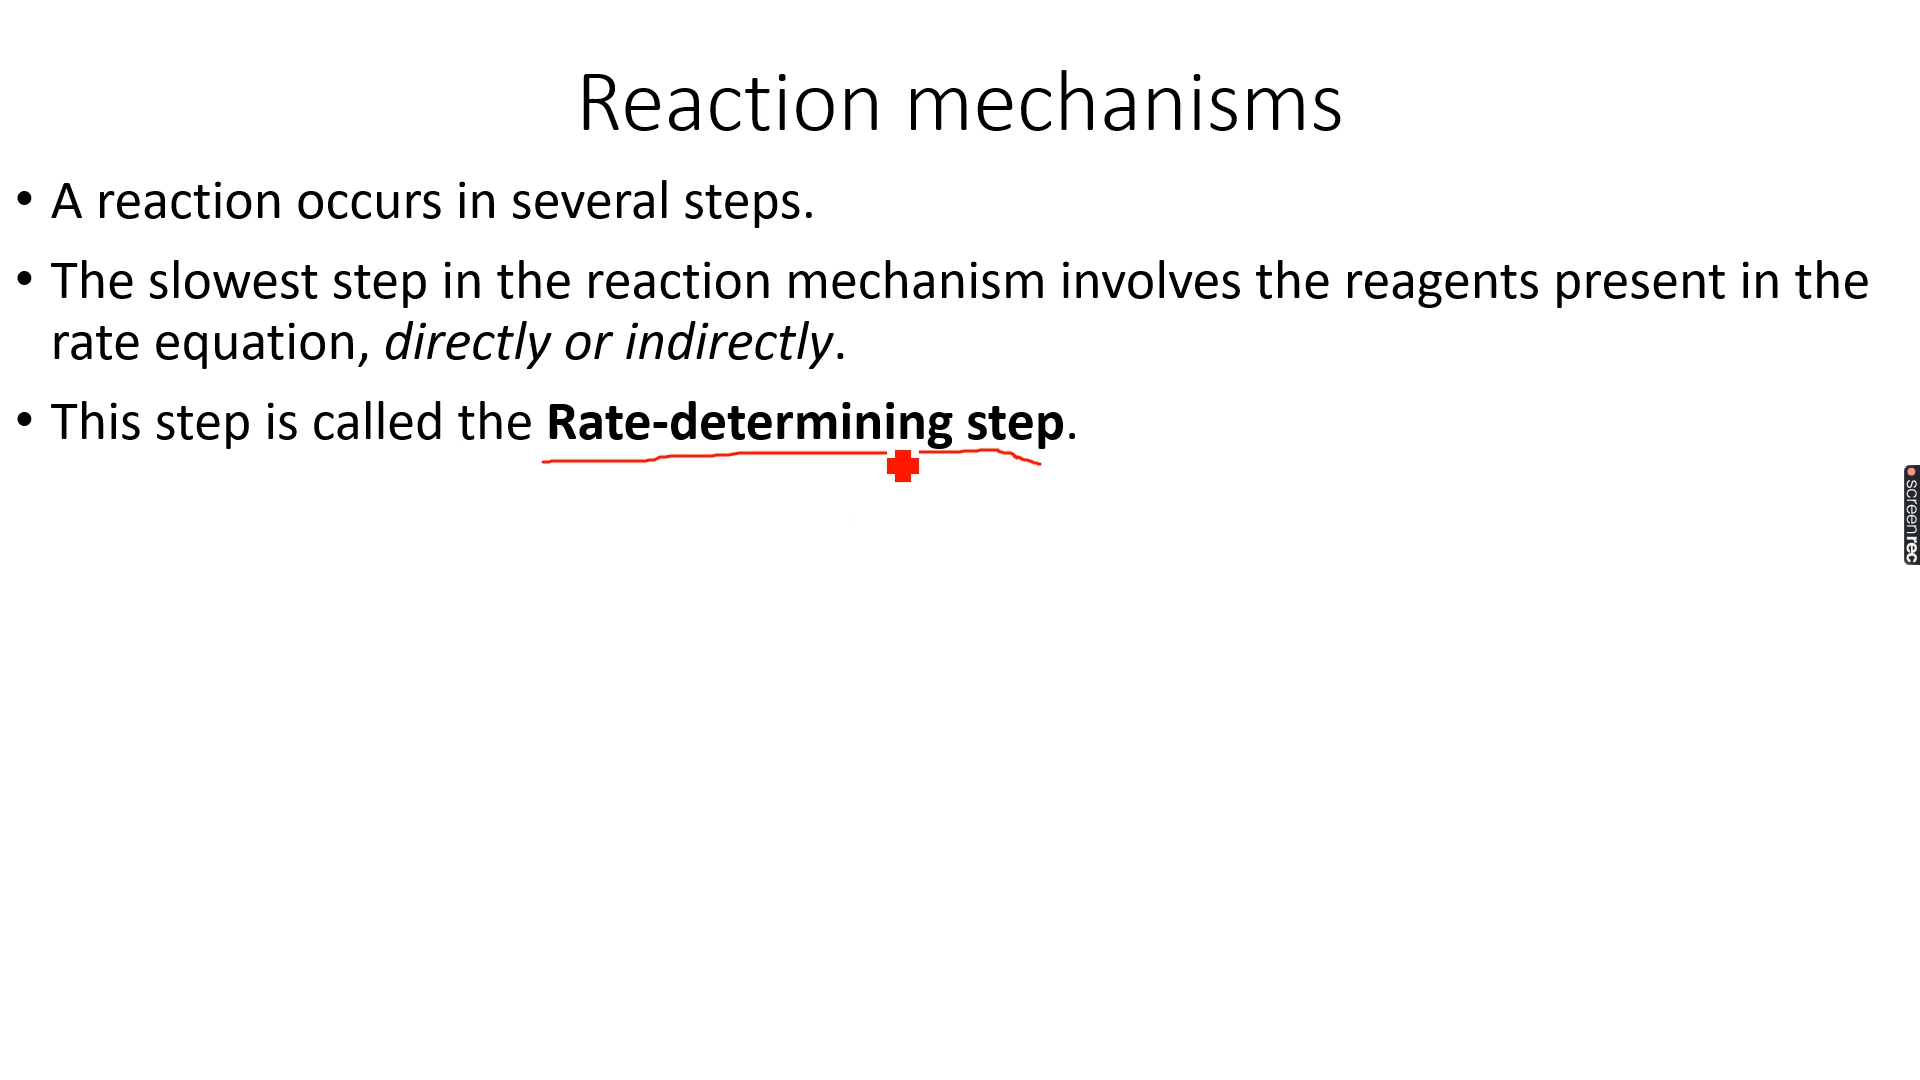 Reaction mechanisms
• A reaction occurs in several steps.
• The slowest step in the reaction mechanism involves the reagents present in the
rate equation, directly or indirectly.
• This step is called the Rate-determining step.
screenrec